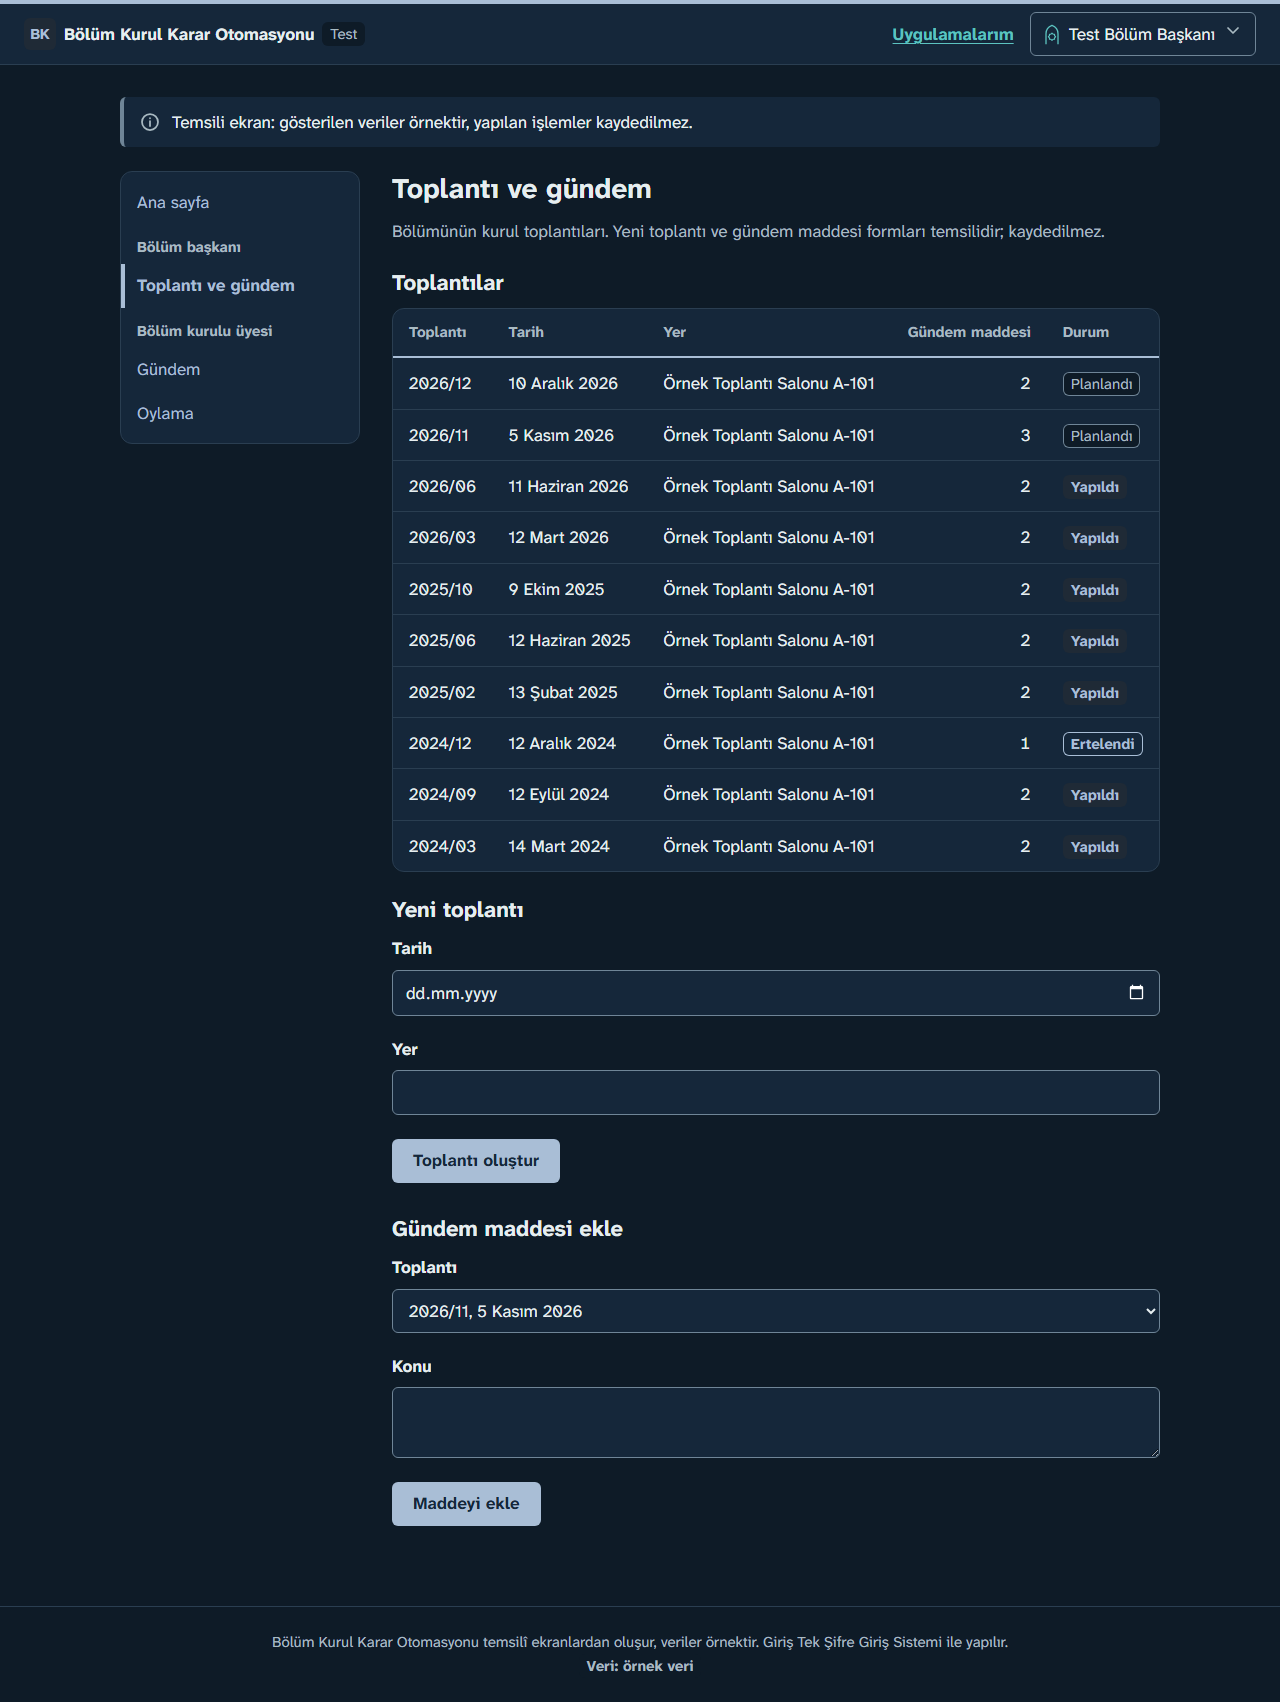 BK Bölüm Kurul Karar Otomasyonu Test Uygulamalarım Test Bölüm Başkanı
Temsili ekran: gösterilen veriler örnektir, yapılan işlemler kaydedilmez.
Ana sayfa
Bölüm başkanı
Toplantı ve gündem
Bölüm kurulu üyesi
Gündem
Oylama
Toplantı ve gündem
Bölümünün kurul toplantıları. Yeni toplantı ve gündem maddesi formları temsilidir; kaydedilmez.
Toplantılar
Toplantı Tarih Yer Gündem maddesi Durum
2026/12 10 Aralık 2026 Örnek Toplantı Salonu A-101 2 Planlandı
2026/11 5 Kasım 2026 Örnek Toplantı Salonu A-101 3 Planlandı
2026/06 11 Haziran 2026 Örnek Toplantı Salonu A-101 2 Yapıldı
2026/03 12 Mart 2026 Örnek Toplantı Salonu A-101 2 Yapıldı
2025/10 9 Ekim 2025 Örnek Toplantı Salonu A-101 2 Yapıldı
2025/06 12 Haziran 2025 Örnek Toplantı Salonu A-101 2 Yapıldı
2025/02 13 Şubat 2025 Örnek Toplantı Salonu A-101 2 Yapıldı
2024/12 12 Aralık 2024 Örnek Toplantı Salonu A-101 1 Ertelendi
2024/09 12 Eylül 2024 Örnek Toplantı Salonu A-101 2 Yapıldı
2024/03 14 Mart 2024 Örnek Toplantı Salonu A-101 2 Yapıldı
Yeni toplantı
Tarih
dd.mm.yyyy
Yer
Toplantı oluştur
Gündem maddesi ekle
Toplantı
2026/11, 5 Kasım 2026
Konu
Maddeyi ekle
Bölüm Kurul Karar Otomasyonu temsilî ekranlardan oluşur, veriler örnektir. Giriş Tek Şifre Giriş Sistemi ile yapılır.
Veri: örnek veri